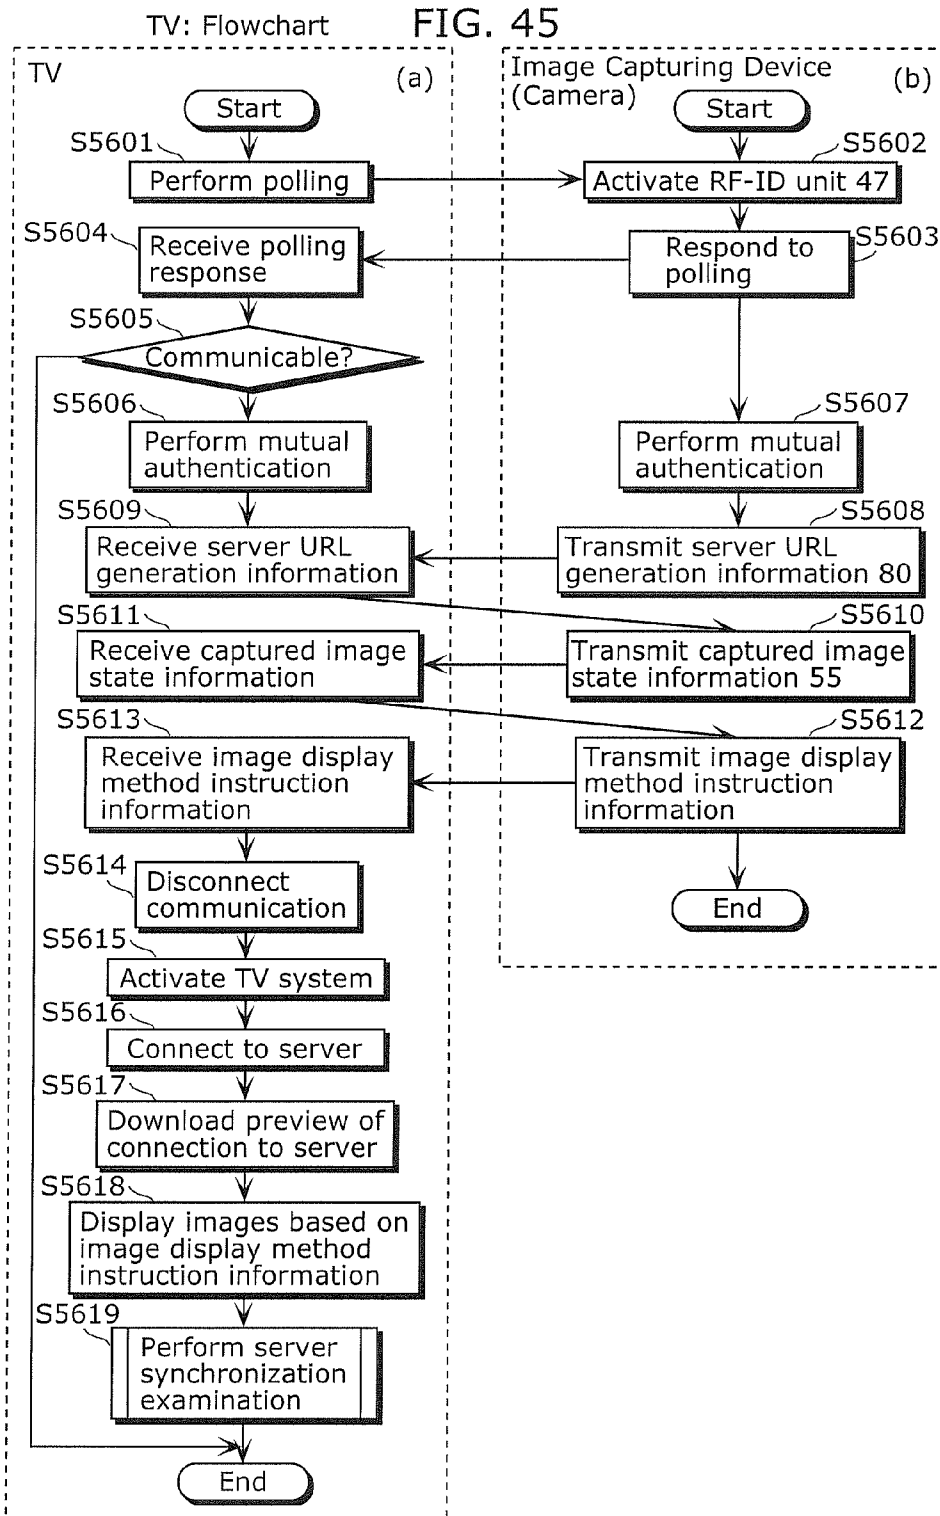 TV: Flowchart
FIG. 45
TV
(a)
Start
S5601
Perform polling
S5604
Receive polling
response
S5605
Communicable?
S5606
Perform mutual
authentication
S5609
Receive server URL
generation information
S5611
Receive captured image
state information
S5613
Receive image display
method instruction
information
S5614
Disconnect
communication
S5615
Activate TV system
S5616
Connect to server
S5617
Download preview of
connection to server
S5618
Display images based on
image display method
instruction information
S5619
Perform server
synchronization
examination
End
Image Capturing Device
(Camera)
(b)
Start
S5602
Activate RF-ID unit 47
S5603
Respond to
polling
S5607
Perform mutual
authentication
S5608
Transmit server URL
generation information 80
S5610
Transmit captured image
state information 55
S5612
Transmit image display
method instruction
information
End